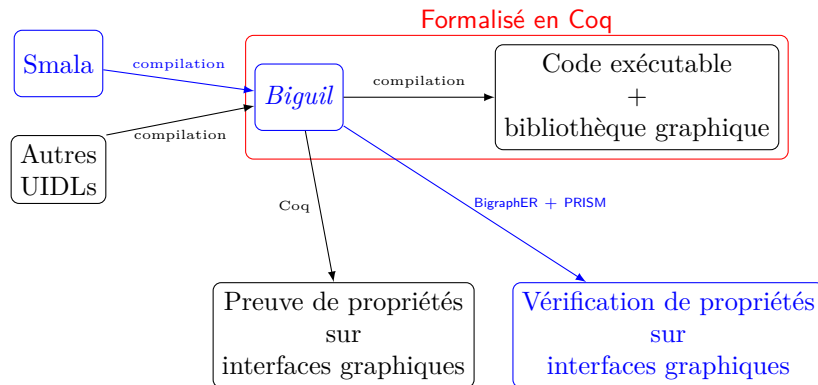 Formalisé en Coq
Smala
compilation
Biguil
compilation
Code exécutable
+
bibliothèque graphique
compilation
Autres
UIDLs
Coq
BigraphER + PRISM
Preuve de propriétés
sur
interfaces graphiques
Vérification de propriétés
sur
interfaces graphiques